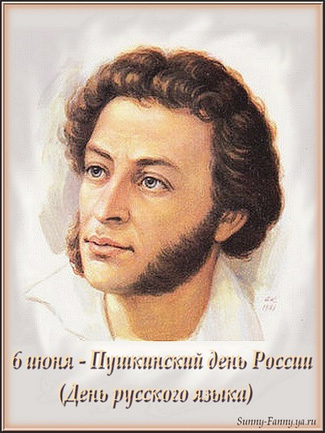 6 июня - Пушкинский день России
(День русского языка)
Sunny-Fanny.ya.ru